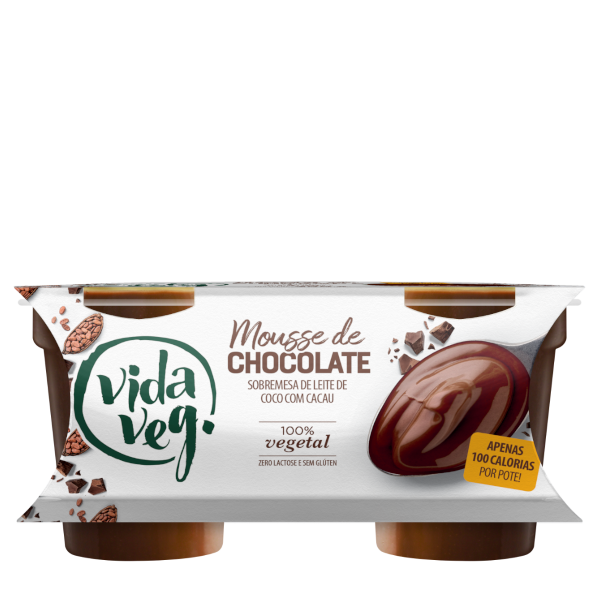 vida
veg.
Mousse de
CHOCOLATE
SOBREMESA DE LEITE DE
COCO COM CACAU
100%
vegetal
ZERO LACTOSE E SEM GLÚTEN
APENAS
100 CALORIAS
POR POTE!